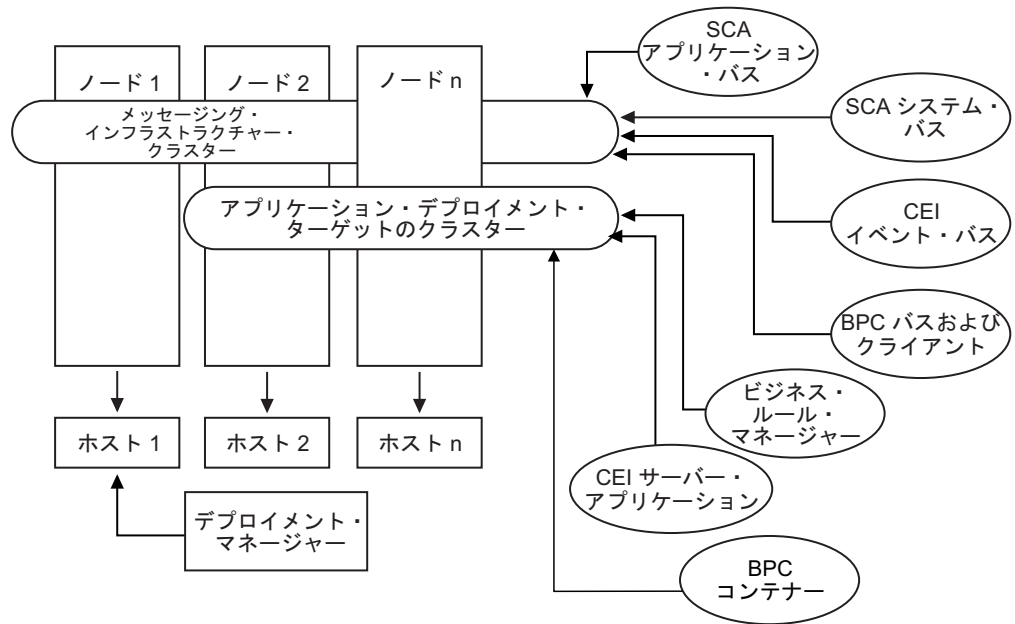 SCA
アプリケーション
・バス
ノード 1
ノード 2
ノード n
メッセージング・
インフラストラクチャー・
クラスター
SCA システム・
バス
アプリケーション・デプロイメント・
ターゲットのクラスター
CEI
イベント・バス
BPC バスおよび
クライアント
ビジネス・
ルール・
マネージャー
ホスト 1
ホスト 2
ホスト n
CEI サーバー・
アプリケーション
デプロイメント・
マネージャー
BPC
コンテナー